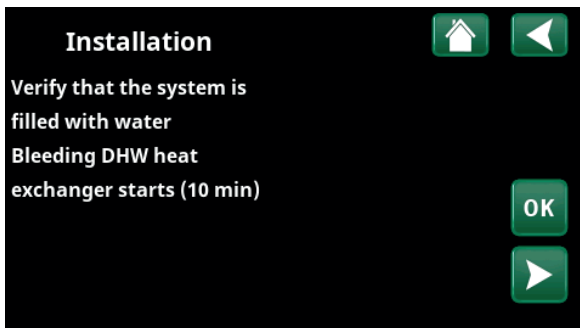 Installation
Verify that the system is
filled with water
Bleeding DHW heat
exchanger starts (10 min)
OK